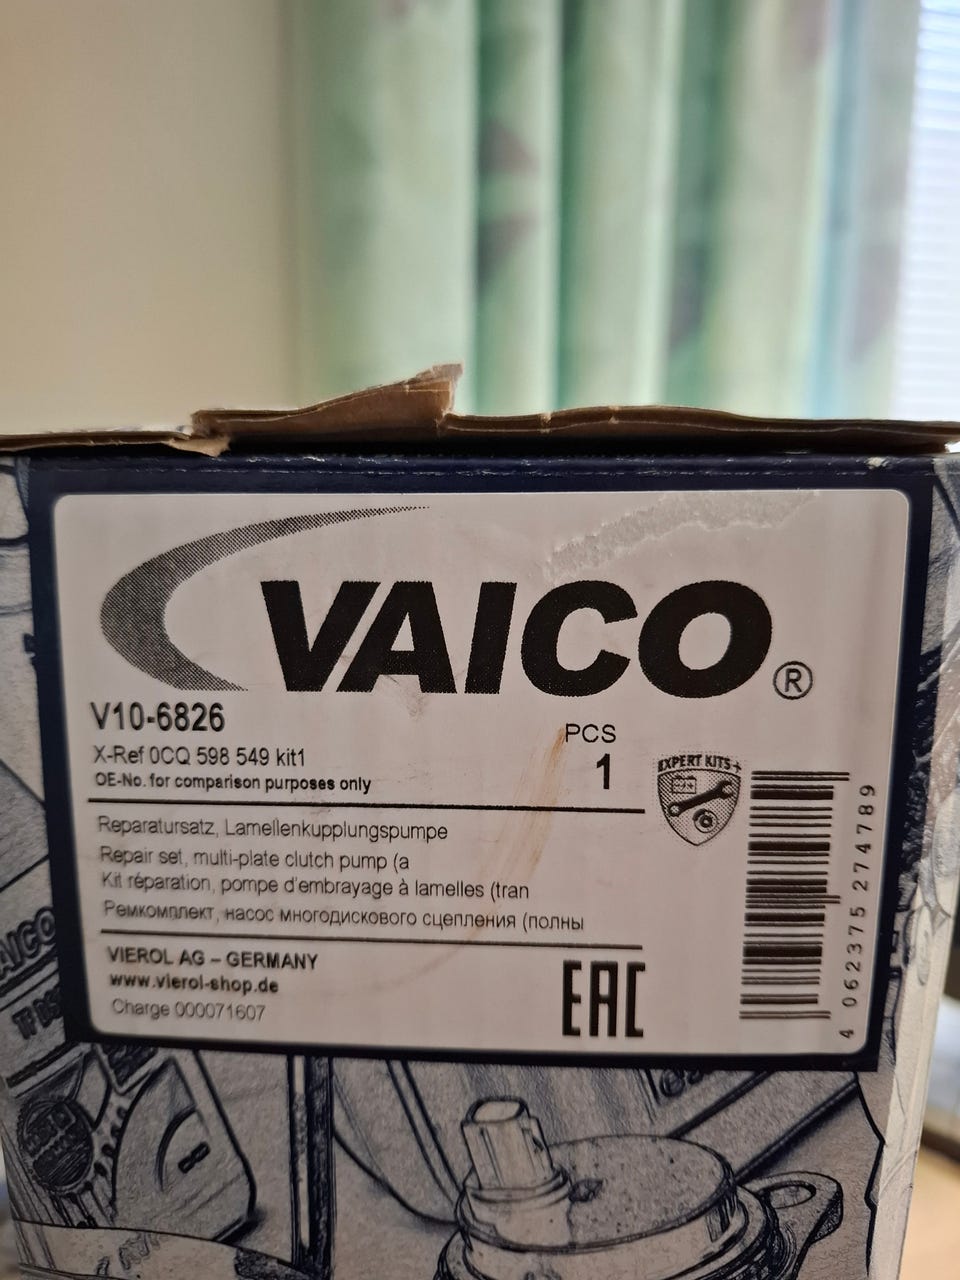 VAICO®
V10-6826
X-Ref 0CQ 598 549 kit1
OE-No. for comparison purposes only
PCS
1
EXPERT KITS+
Reparatursatz, Lamellenkupplungspumpe
Repair set, multi-plate clutch pump (a
Kit réparation, pompe d'embrayage à lamelles (tran
Ремкомплект, насос многодискового сцепления (полны
VIEROL AG – GERMANY
www.vierol-shop.de
Charge 000071607
EAC
4 062375 274789
VAICO